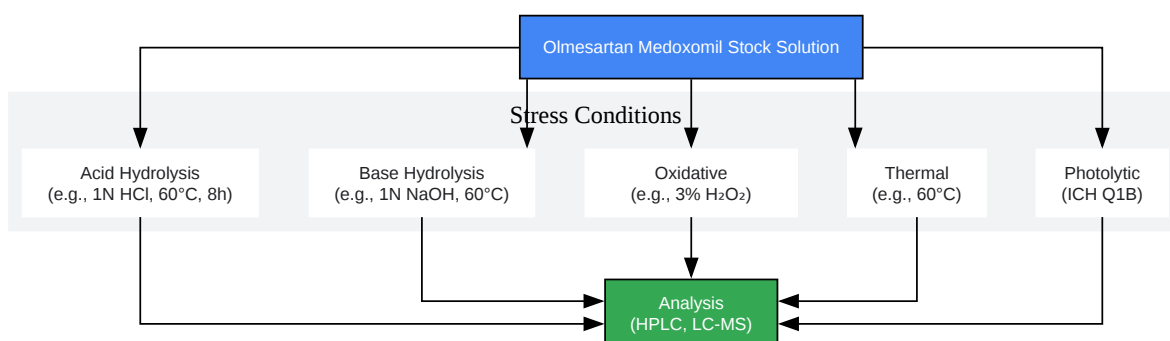 Olmesartan Medoxomil Stock Solution
Stress Conditions
Acid Hydrolysis
(e.g., 1N HCl, 60°C, 8h)
Base Hydrolysis
(e.g., 1N NaOH, 60°C)
Oxidative
(e.g., 3% H₂O₂)
Thermal
(e.g., 60°C)
Photolytic
(ICH Q1B)
Analysis
(HPLC, LC-MS)